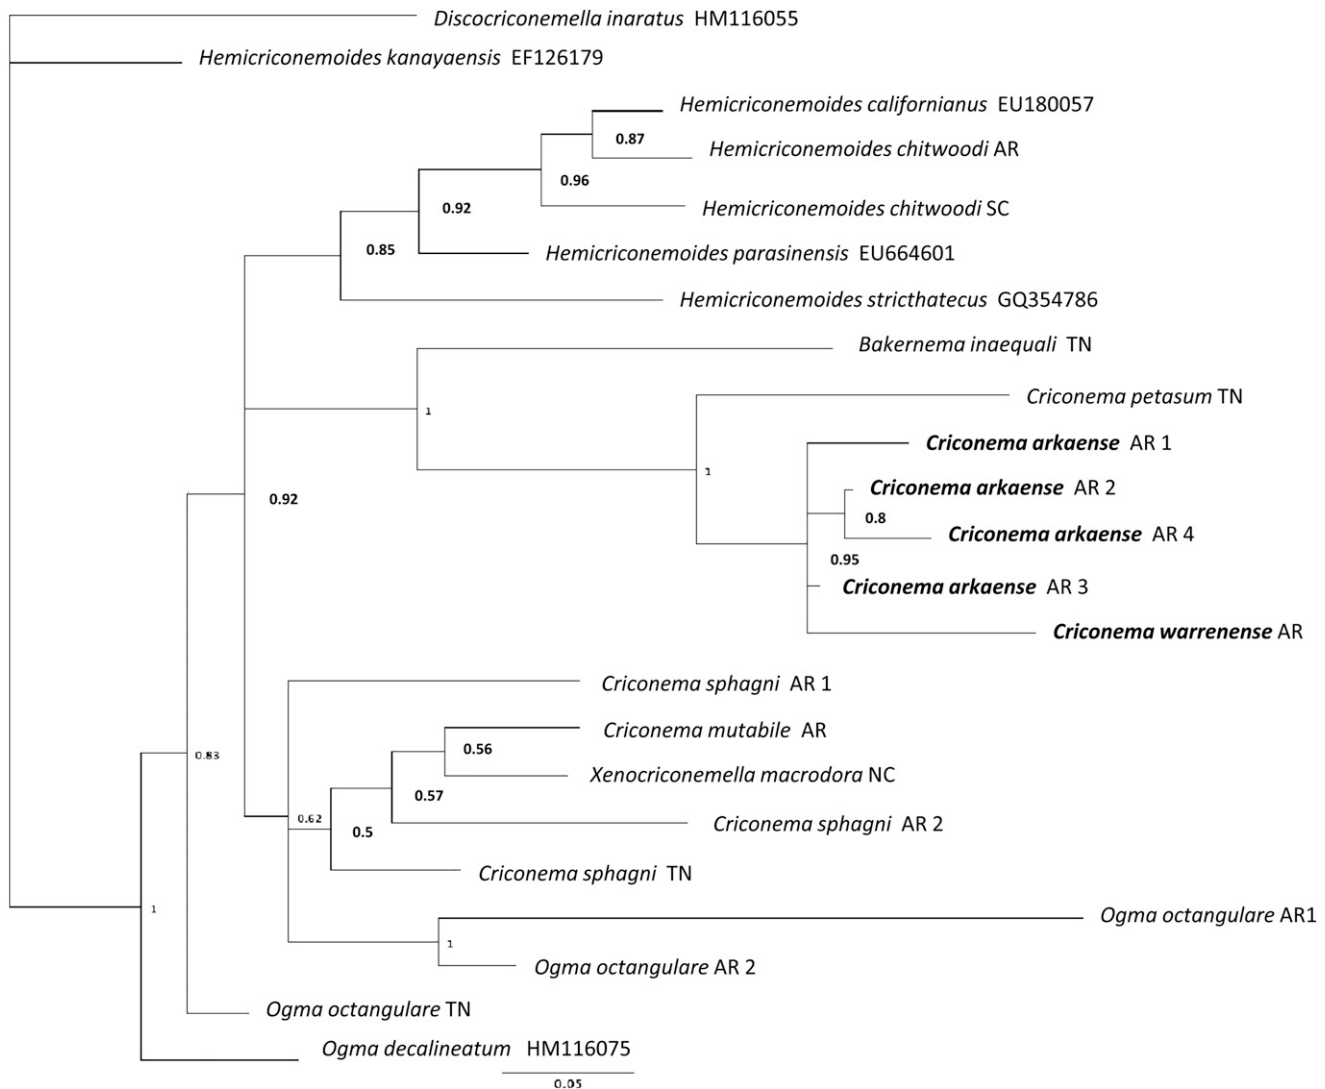 Discocriconemella inaratus HM116055
Hemicriconemoides kanayaensis EF126179
Hemicriconemoides californianus EU180057
0.87
Hemicriconemoides chitwoodi AR
0.96
0.92
Hemicriconemoides chitwoodi SC
0.85
Hemicriconemoides parasinensis EU664601
Hemicriconemoides stricthatecus GQ354786
Bakernema inaequali TN
Criconema petasum TN
1
Criconema arkaense AR 1
1
Criconema arkaense AR 2
0.92
0.8
Criconema arkaense AR 4
0.95
Criconema arkaense AR 3
Criconema warrenense AR
Criconema sphagni AR 1
Criconema mutabile AR
0.56
0.83
Xenocriconemella macrodora NC
0.57
0.62
Criconema sphagni AR 2
0.5
Criconema sphagni TN
1
Ogma octangulare AR1
1
Ogma octangulare AR 2
Ogma octangulare TN
Ogma decalineatum HM116075
0.05